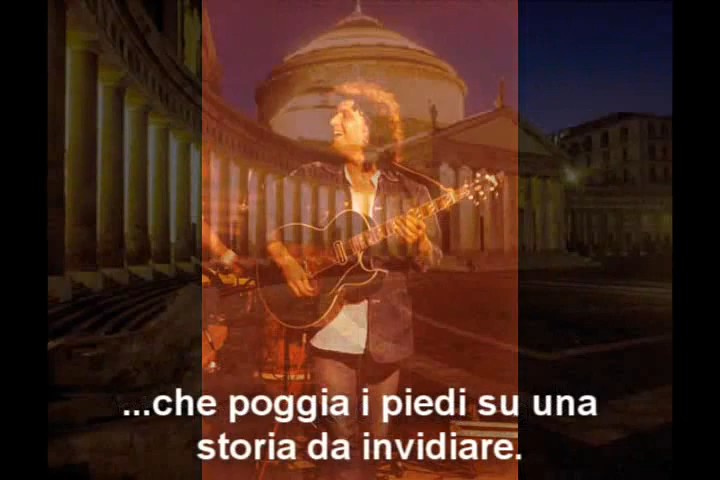 ...che poggia i piedi su una
storia da invidiare.